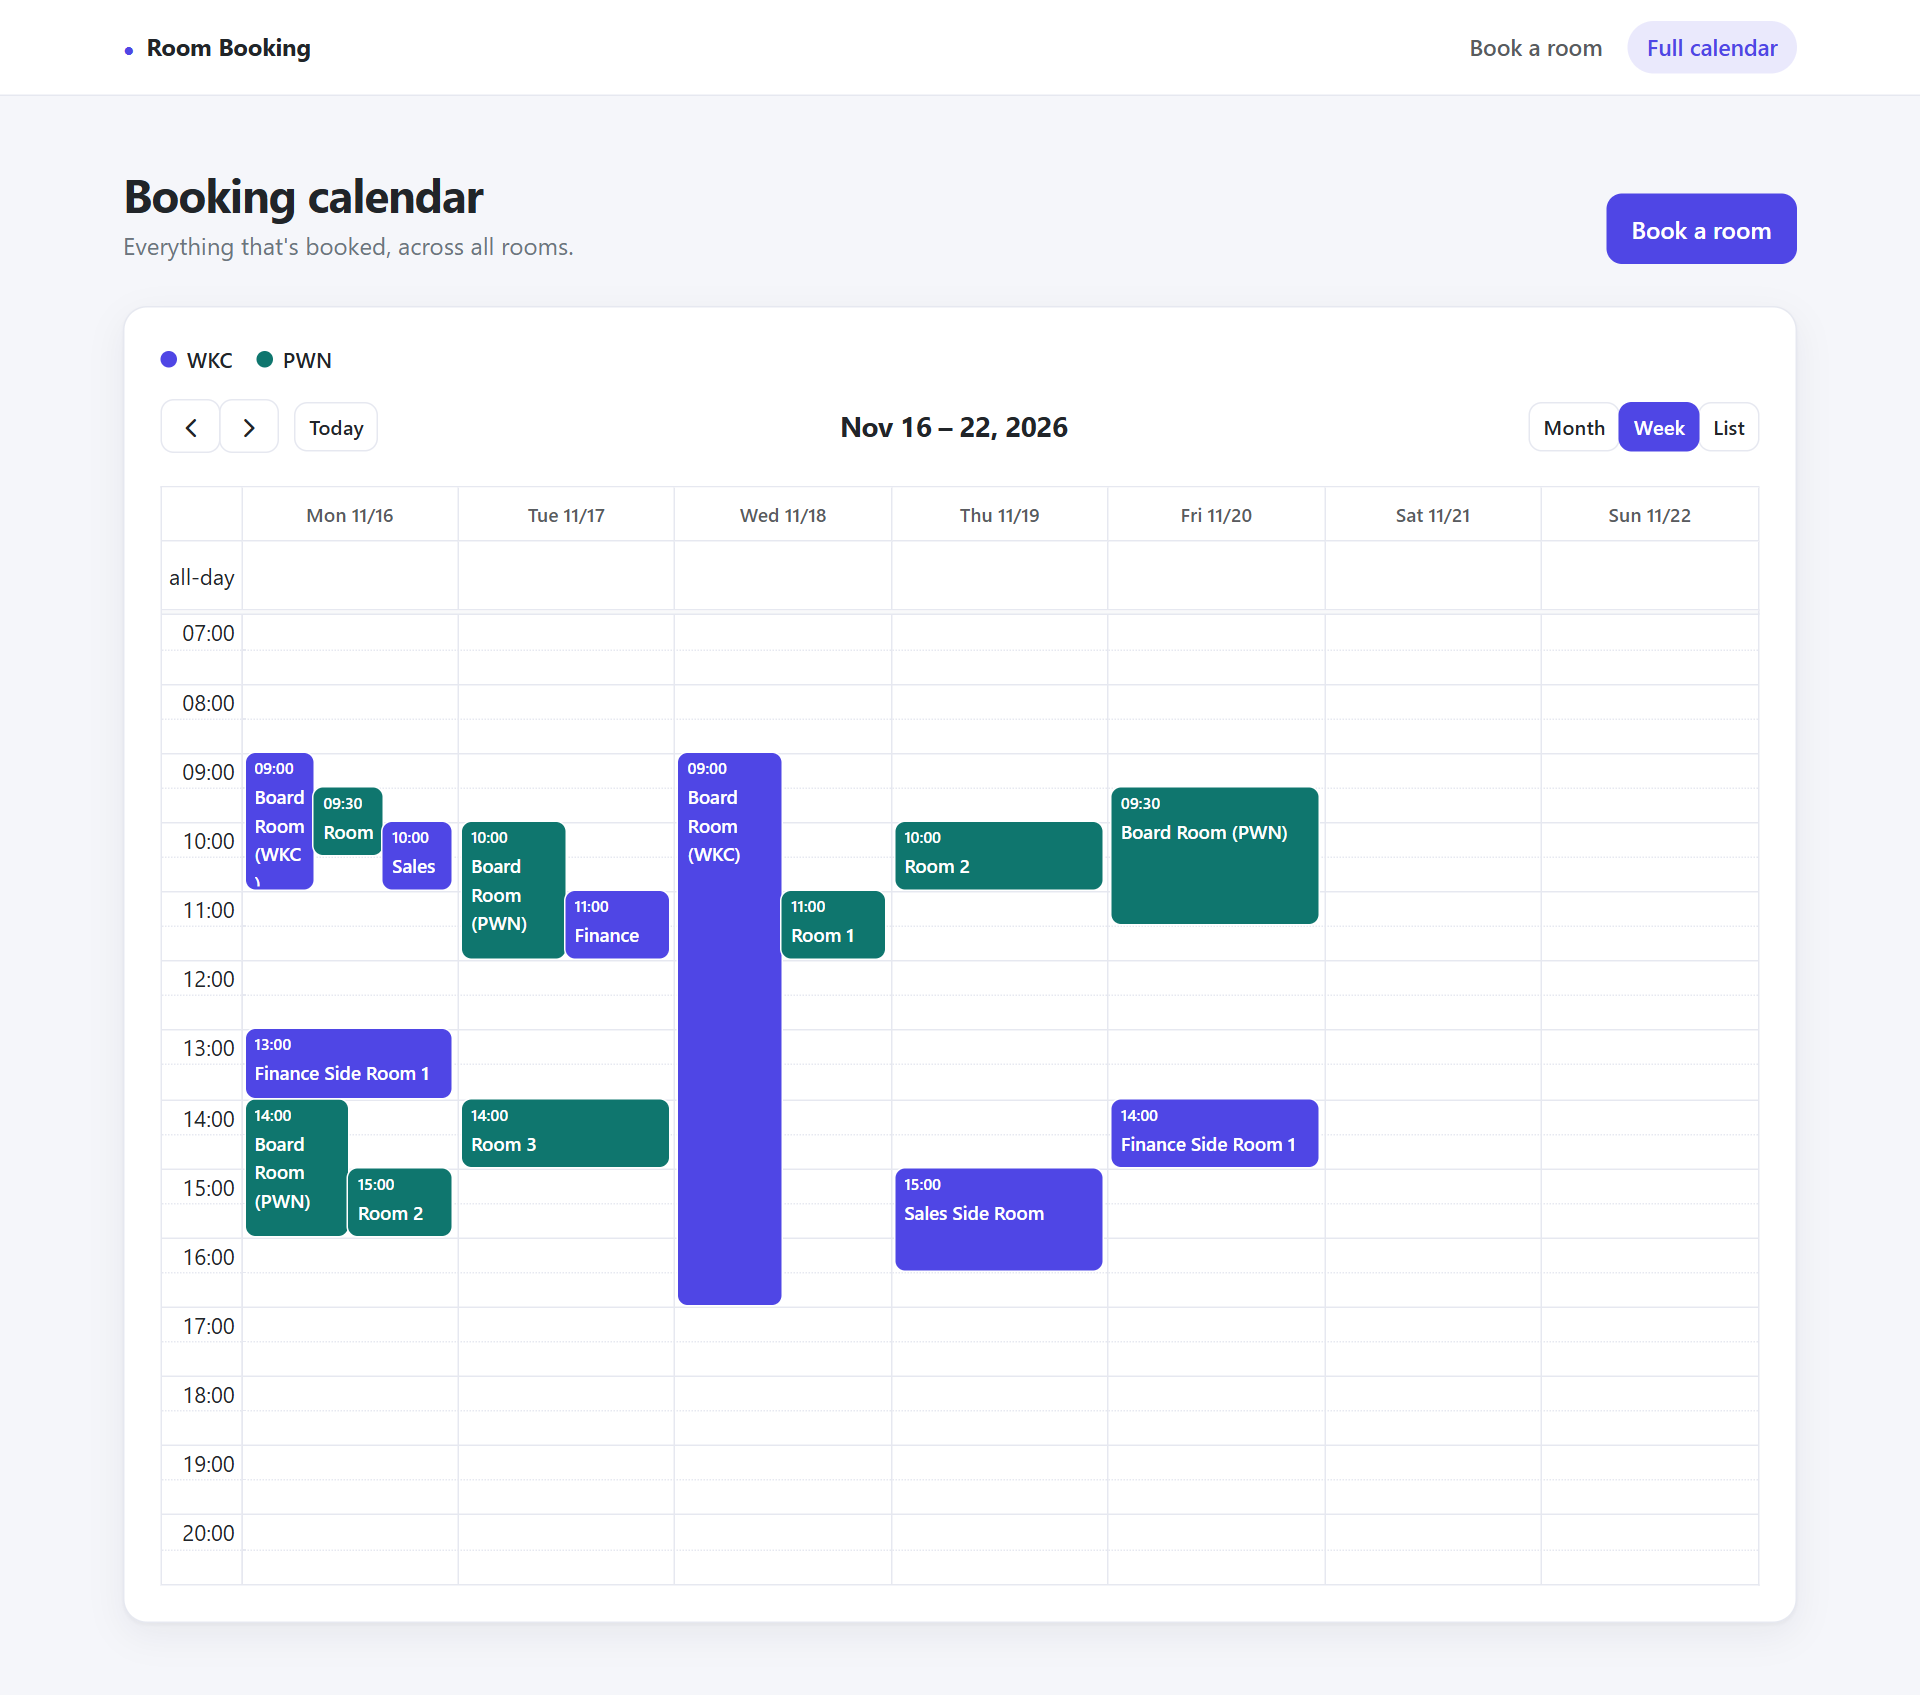 Room Booking
Book a room
Full calendar
Booking calendar
Everything that's booked, across all rooms.
Book a room
WKC
PWN
Today
Nov 16 – 22, 2026
Month
Week
List
Mon 11/16
Tue 11/17
Wed 11/18
Thu 11/19
Fri 11/20
Sat 11/21
Sun 11/22
all-day
07:00
08:00
09:00
10:00
11:00
12:00
13:00
14:00
15:00
16:00
17:00
18:00
19:00
20:00
09:00
Board
Room
(WKC
)
09:30
Room
10:00
Sales
13:00
Finance Side Room 1
14:00
Board
Room
(PWN)
15:00
Room 2
10:00
Board
Room
(PWN)
11:00
Finance
14:00
Room 3
09:00
Board
Room
(WKC)
11:00
Room 1
10:00
Room 2
15:00
Sales Side Room
09:30
Board Room (PWN)
14:00
Finance Side Room 1